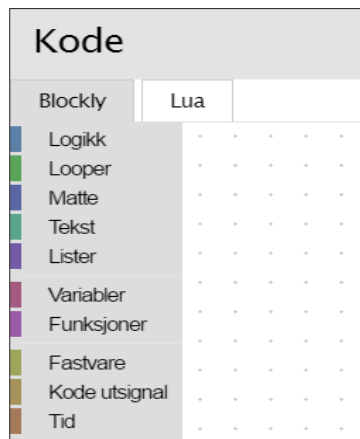 Kode
Blockly Lua
Logikk
Looper
Matte
Tekst
Lister
Variabler
Funksjoner
Fastvare
Kode utsignal
Tid